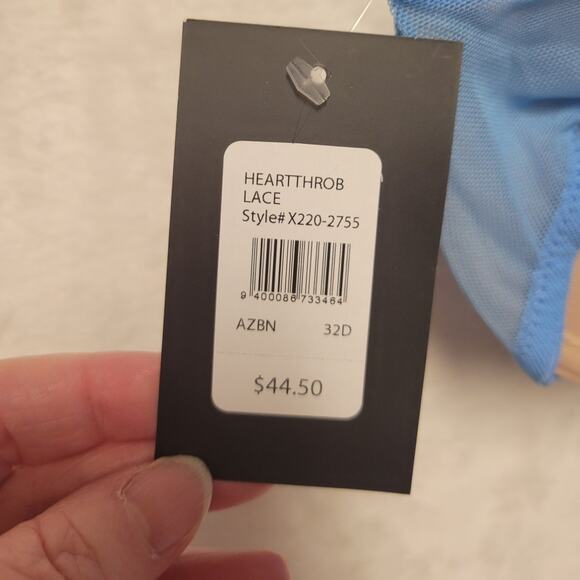 HEARTTHROB
LACE
Style# X220-2755
9 400086 733464
AZBN 32D
$44.50